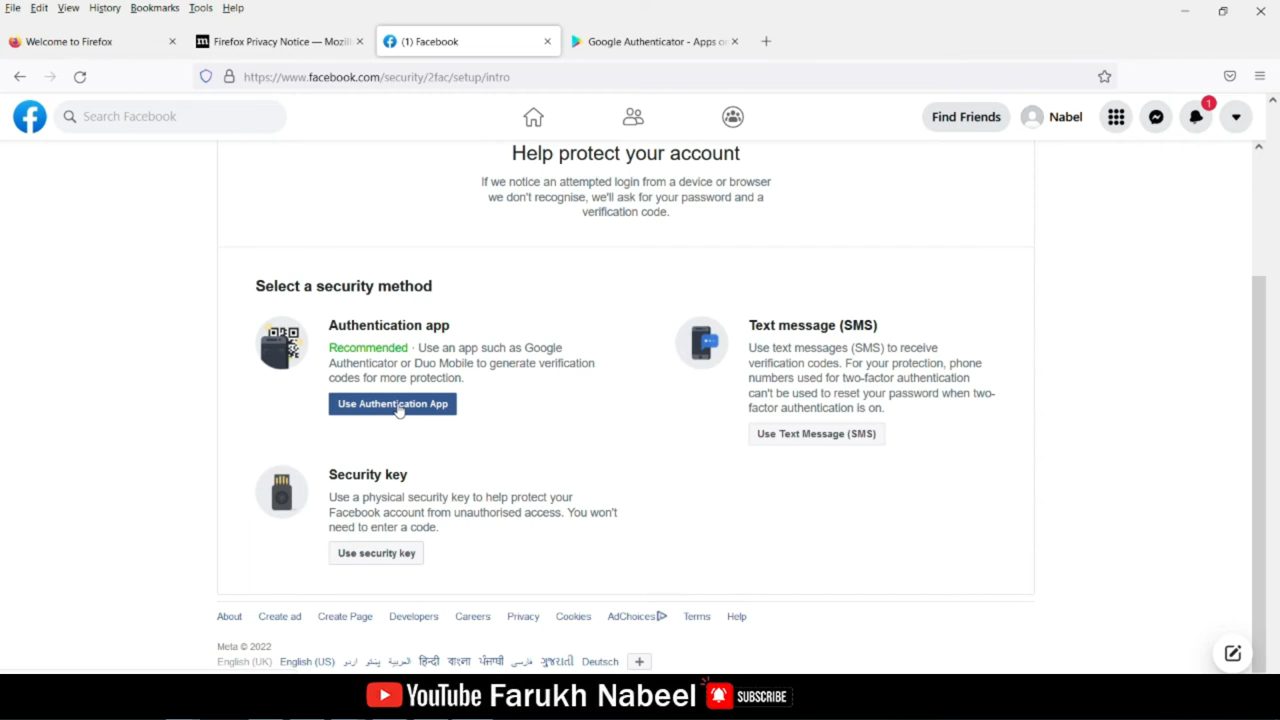 File Edit View History Bookmarks Tools Help
Welcome to Firefox
Firefox Privacy Notice — Mozill
(1) Facebook
Google Authenticator - Apps o
https://www.facebook.com/security/2fac/setup/intro
Search Facebook
Find Friends
Nabel
1
Help protect your account
If we notice an attempted login from a device or browser
we don't recognise, we'll ask for your password and a
verification code.
Select a security method
Authentication app
Recommended · Use an app such as Google
Authenticator or Duo Mobile to generate verification
codes for more protection.
Use Authentication App
Text message (SMS)
Use text messages (SMS) to receive
verification codes. For your protection, phone
numbers used for two-factor authentication
can't be used to reset your password when two-
factor authentication is on.
Use Text Message (SMS)
Security key
Use a physical security key to help protect your
Facebook account from unauthorised access. You won't
need to enter a code.
Use security key
About Create ad Create Page Developers Careers Privacy Cookies AdChoices Terms Help
Meta © 2022
English (UK) English (US) اردو پښتو العربية हिन्दी বাংলা ਪੰਜਾਬੀ فارسی ગુજરાતી Deutsch +
YouTube Farukh Nabeel SUBSCRIBE